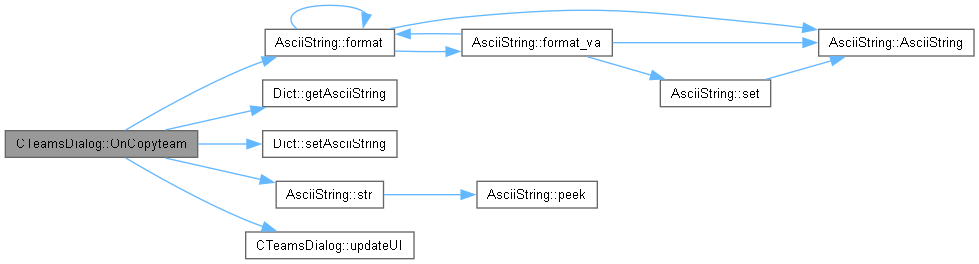 AsciiString::format
AsciiString::format_va
AsciiString::AsciiString
AsciiString::set
Dict::getAsciiString
CTeamsDialog::OnCopyteam
Dict::setAsciiString
AsciiString::str
AsciiString::peek
CTeamsDialog::updateUI